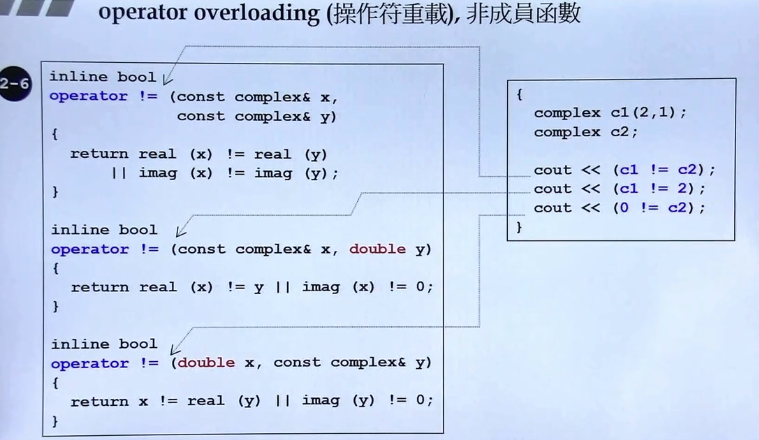 operator overloading (操作符重載), 非成員函數
2-6
inline bool
operator != (const complex& x,
const complex& y)
{
return real (x) != real (y)
|| imag (x) != imag (y);
}
inline bool
operator != (const complex& x, double y)
{
return real (x) != y || imag (x) != 0;
}
inline bool
operator != (double x, const complex& y)
{
return x != real (y) || imag (y) != 0;
}
{
complex c1(2,1);
complex c2;
cout << (c1 != c2);
cout << (c1 != 2);
cout << (0 != c2);
}